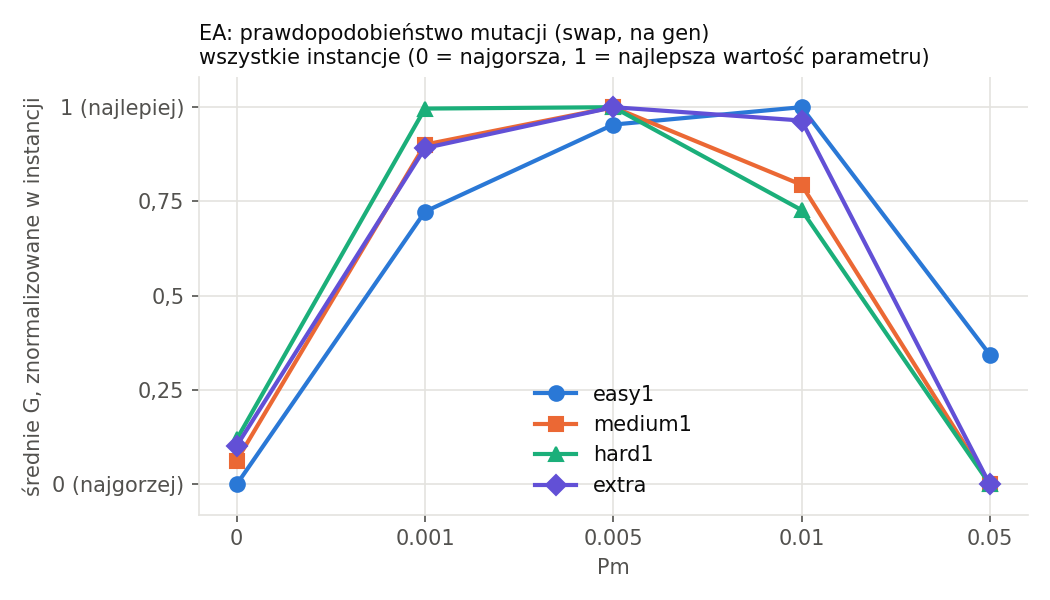 EA: prawdopodobieństwo mutacji (swap, na gen)
wszystkie instancje (0 = najgorsza, 1 = najlepsza wartość parametru)
średnie G, znormalizowane w instancji
1 (najlepiej)
0,75
0,5
0,25
0 (najgorzej)
easy1
medium1
hard1
extra
0
0.001
0.005
0.01
0.05
Pm